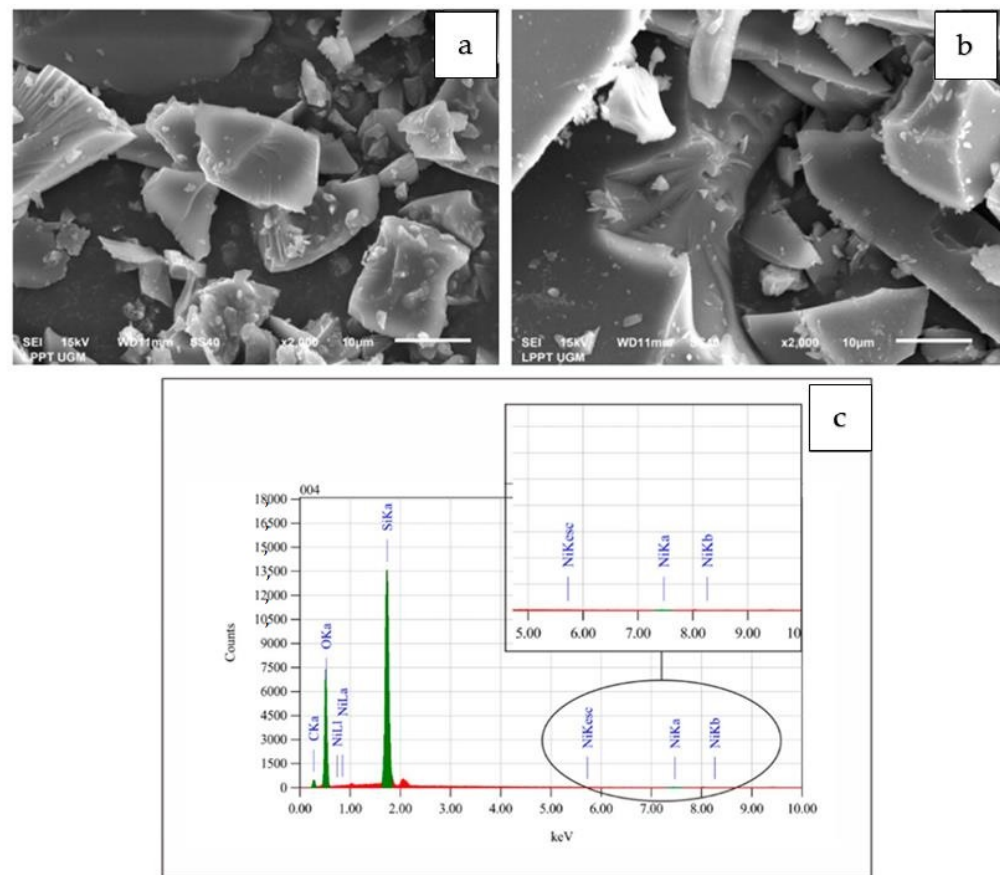 a
SEI 15kV WD11mm SS40 x2,000 10µm
LPPT UGM
b
SEI 15kV WD11mm SS40 x2,000 10µm
LPPT UGM
c
004
18000
16500
15000
13500
12000
10500
9000
7500
6000
4500
3000
1500
0
Counts
CKa
OKa
NiLl
NiLa
SiKa
NiKesc
NiKa
NiKb
0.00 1.00 2.00 3.00 4.00 5.00 6.00 7.00 8.00 9.00 10.00
keV
NiKesc
NiKa
NiKb
5.00 6.00 7.00 8.00 9.00 10